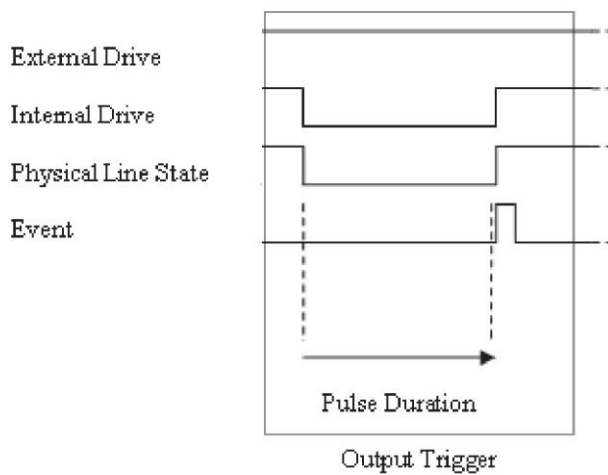 External Drive
Internal Drive
Physical Line State
Event
Pulse Duration
Output Trigger